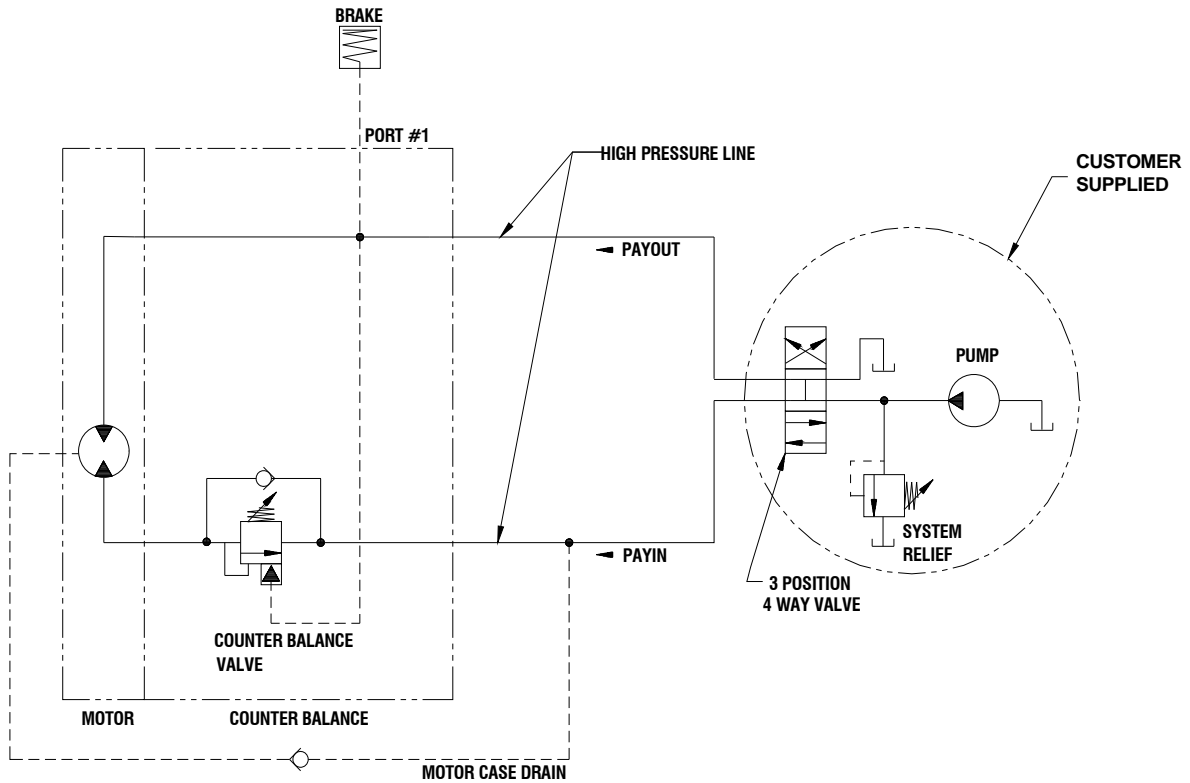 BRAKE
PORT #1
HIGH PRESSURE LINE
CUSTOMER
SUPPLIED
PAYOUT
PUMP
SYSTEM
RELIEF
PAYIN
3 POSITION
4 WAY VALVE
COUNTER BALANCE
VALVE
MOTOR
COUNTER BALANCE
MOTOR CASE DRAIN